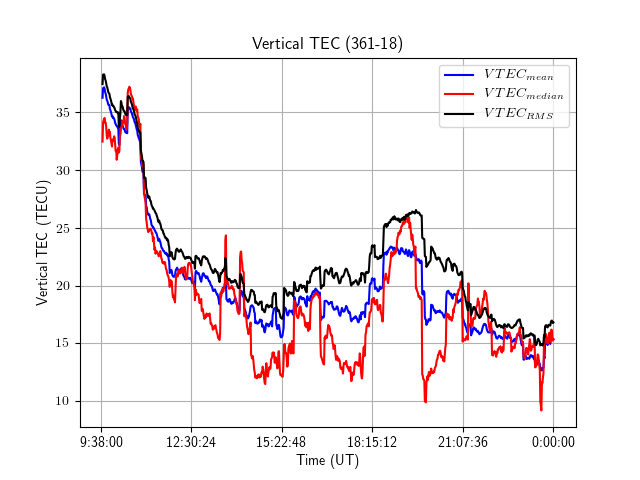 Vertical TEC (361-18)
VTEC_mean
VTEC_median
VTEC_RMS
Vertical TEC (TECU)
35
30
25
20
15
10
9:38:00 12:30:24 15:22:48 18:15:12 21:07:36 0:00:00
Time (UT)